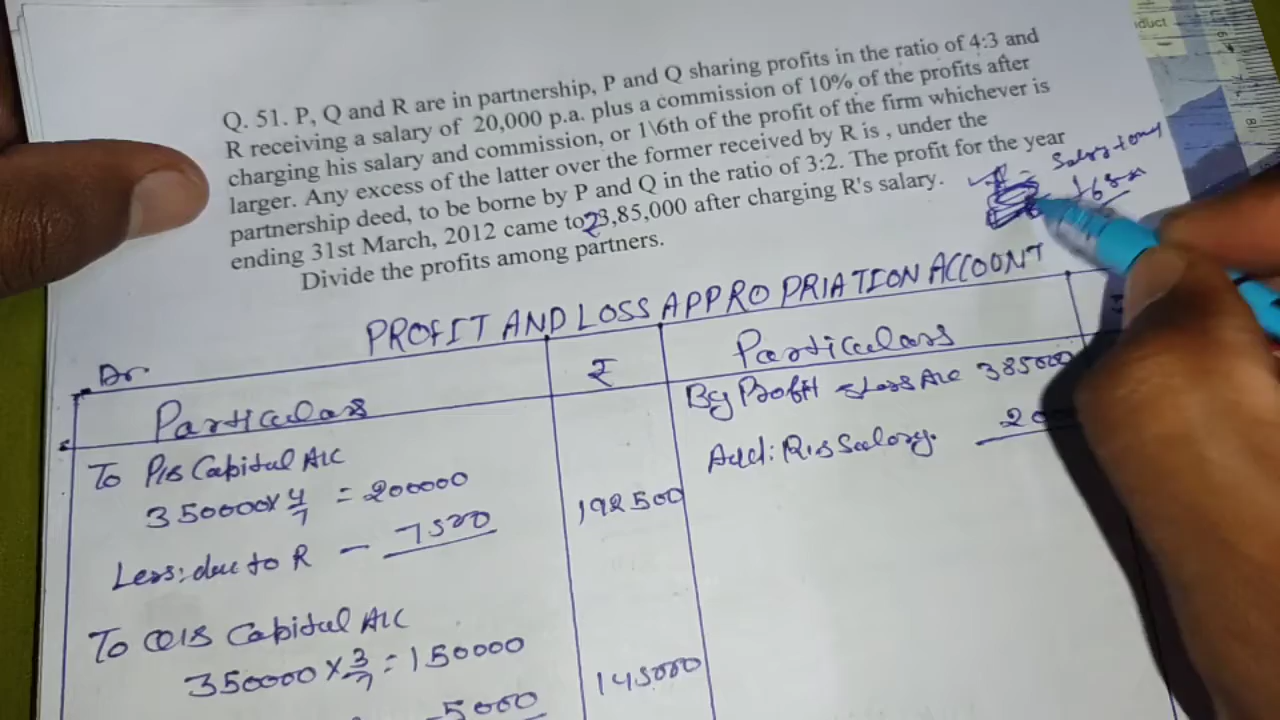 Q. 51. P, Q and R are in partnership, P and Q sharing profits in the ratio of 4:3 and
R receiving a salary of 20,000 p.a. plus a commission of 10% of the profits after
charging his salary and commission, or 1\6th of the profit of the firm whichever is
larger. Any excess of the latter over the former received by R is , under the
partnership deed, to be borne by P and Q in the ratio of 3:2. The profit for the year
ending 31st March, 2012 came to 3,85,000 after charging R's salary.
Divide the profits among partners.
Salary
duct
PROFIT AND LOSS APPROPRIATION ACCOUNT
Dr
Particulars ₹ Particulars
To P's Capital A/c By Profit & Loss A/c 385000
350000 × 4/7 = 200000 192500 Add: R's Salary
Less: due to R - 7500
To Q's Capital A/c
350000 × 3/7 = 150000 145000
5000